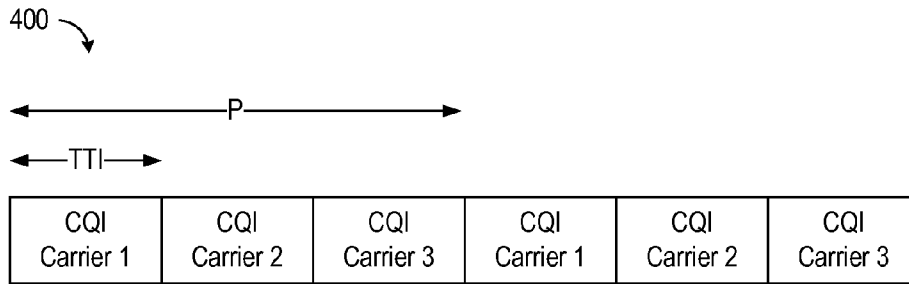 400
P
TTI
CQI CQI CQI CQI CQI CQI
Carrier 1 Carrier 2 Carrier 3 Carrier 1 Carrier 2 Carrier 3